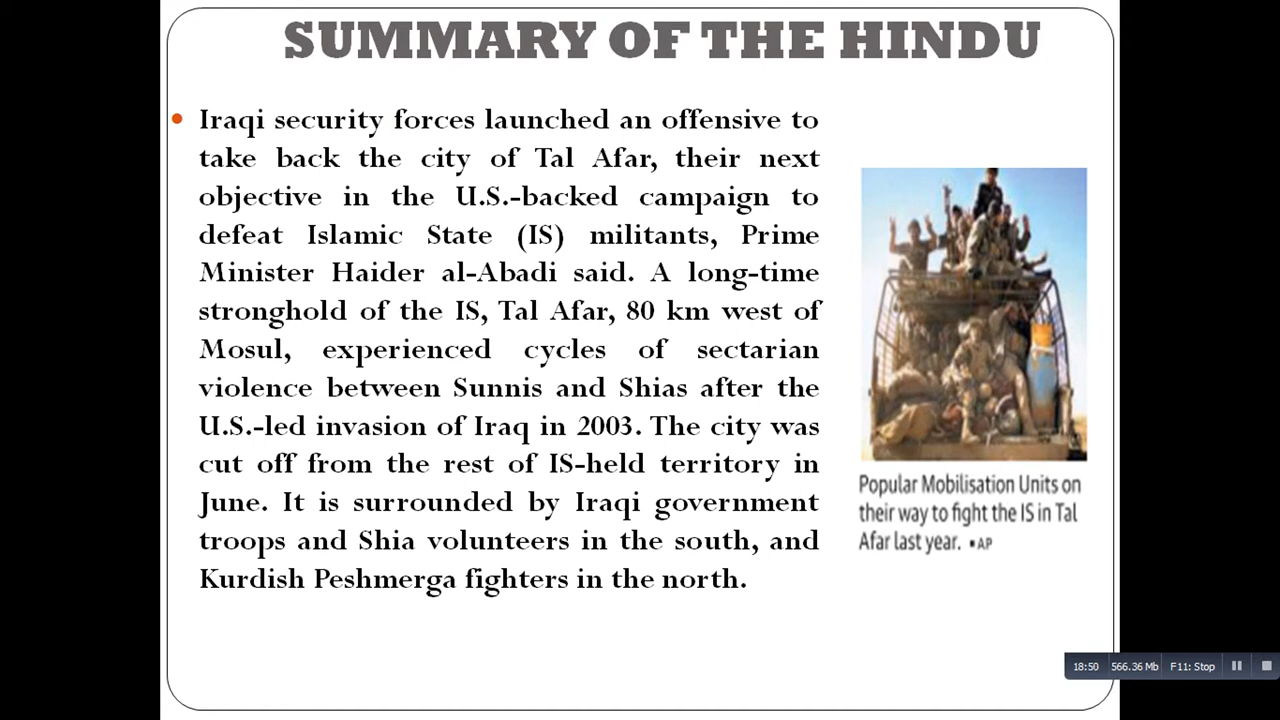 SUMMARY OF THE HINDU
• Iraqi security forces launched an offensive to
take back the city of Tal Afar, their next
objective in the U.S.-backed campaign to
defeat Islamic State (IS) militants, Prime
Minister Haider al-Abadi said. A long-time
stronghold of the IS, Tal Afar, 80 km west of
Mosul, experienced cycles of sectarian
violence between Sunnis and Shias after the
U.S.-led invasion of Iraq in 2003. The city was
cut off from the rest of IS-held territory in
June. It is surrounded by Iraqi government
troops and Shia volunteers in the south, and
Kurdish Peshmerga fighters in the north.
Popular Mobilisation Units on
their way to fight the IS in Tal
Afar last year. ▪AP
18:50 566.36 Mb F11: Stop